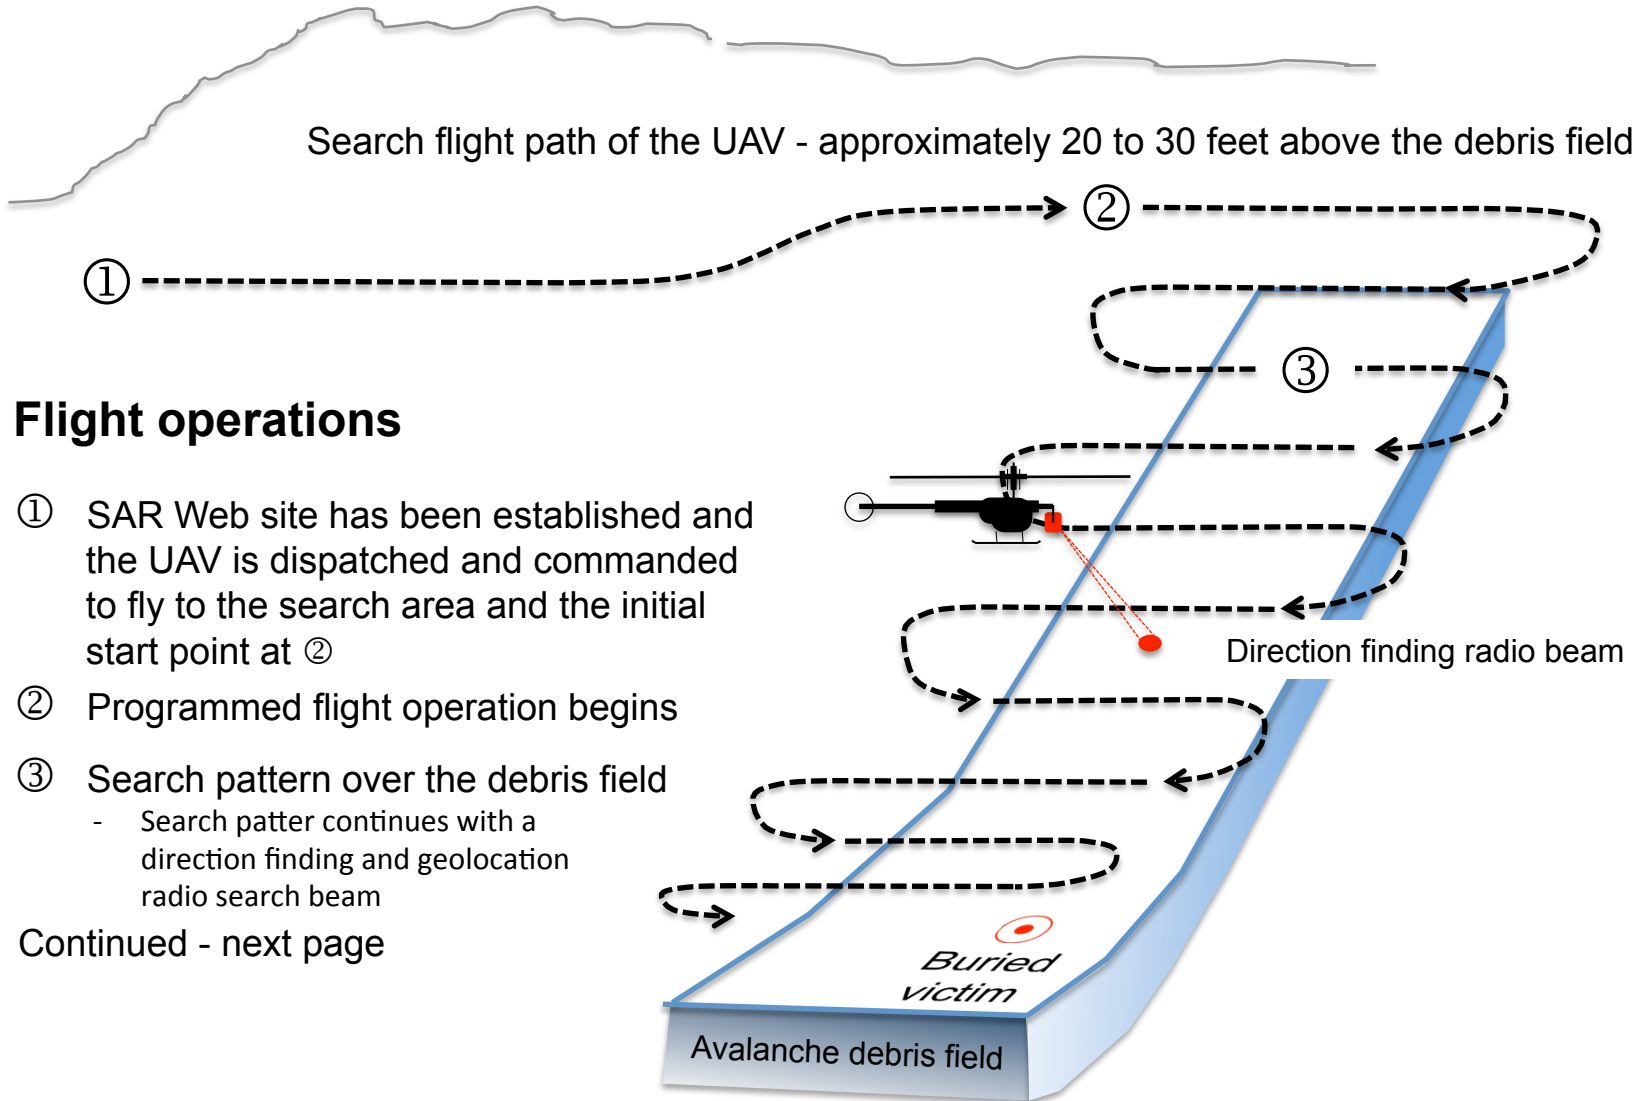 Search flight path of the UAV - approximately 20 to 30 feet above the debris field
②
①
③
Flight operations
① SAR Web site has been established and
the UAV is dispatched and commanded
to fly to the search area and the initial
start point at ②
② Programmed flight operation begins
③ Search pattern over the debris field
- Search patter continues with a
direction finding and geolocation
radio search beam
Continued - next page
Direction finding radio beam
Buried
victim
Avalanche debris field